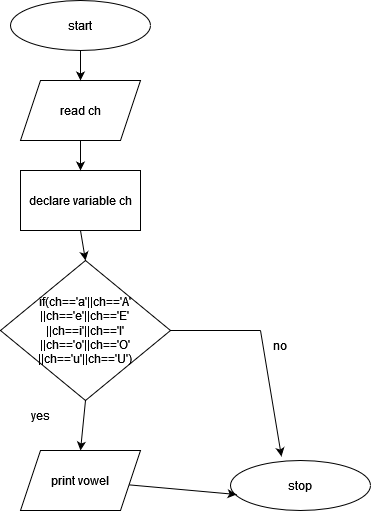 start
read ch
declare variable ch
if(ch=='a'||ch=='A'
||ch=='e'||ch=='E'
||ch==i'||ch=='I'
||ch=='o'||ch=='O'
||ch=='u'||ch=='U')
no
yes
print vowel
stop